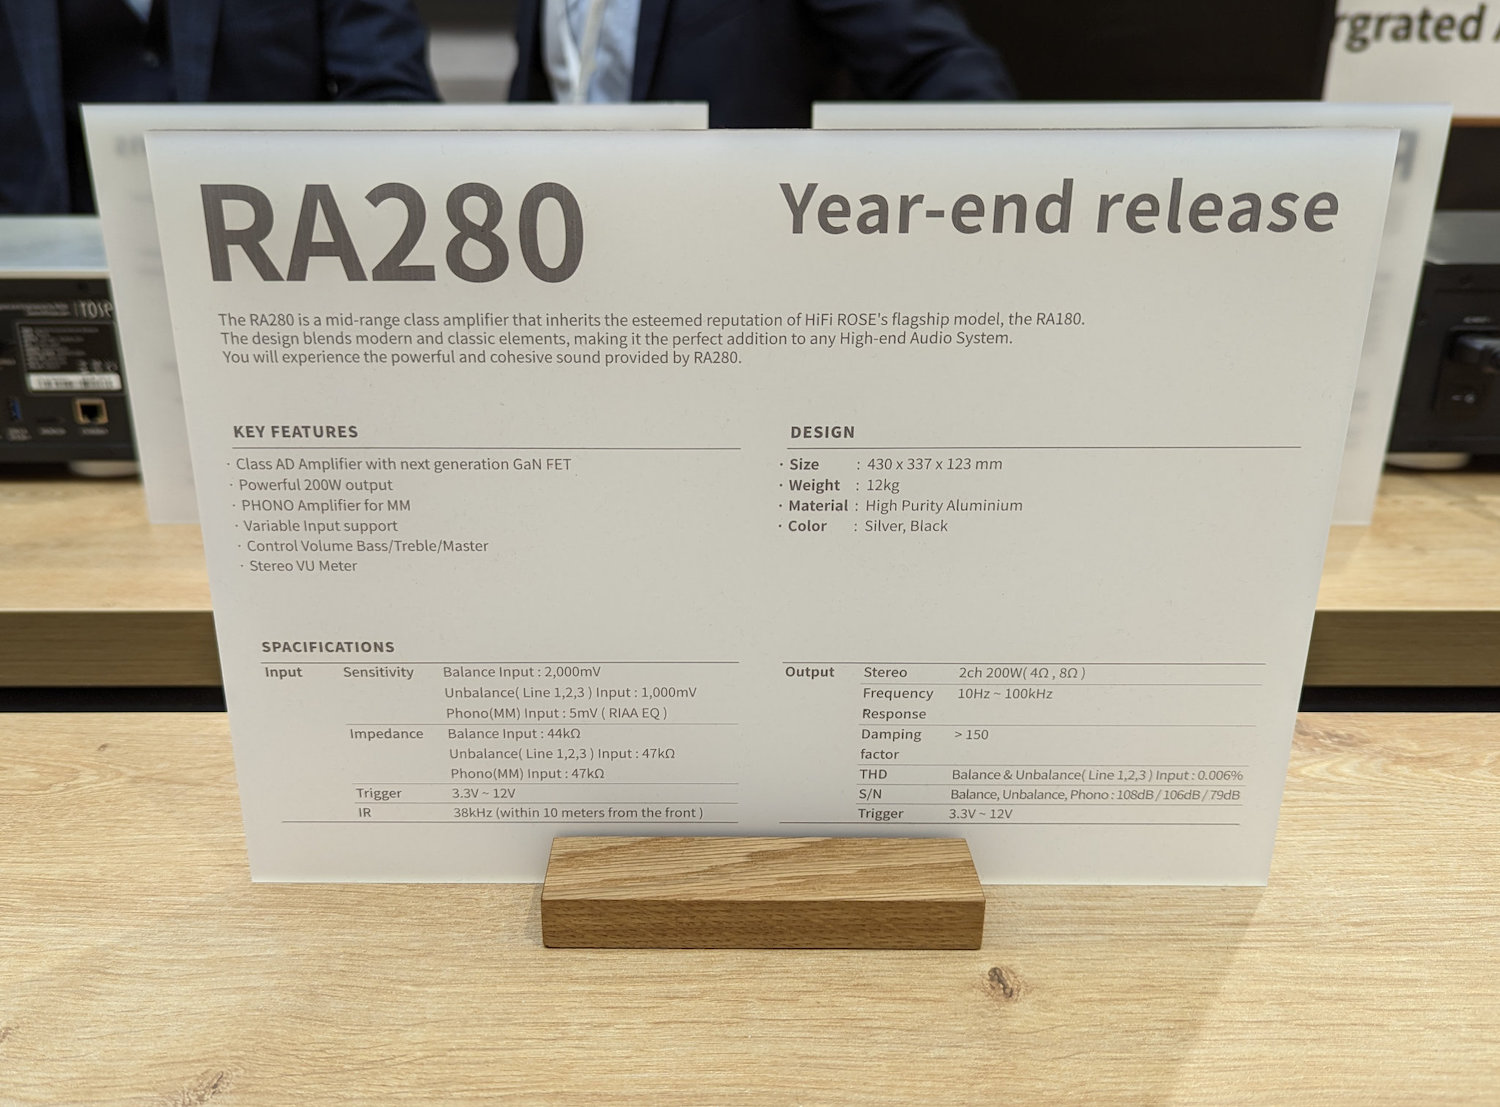 rgrated
RA280
Year-end release
The RA280 is a mid-range class amplifier that inherits the esteemed reputation of HiFi ROSE's flagship model, the RA180.
The design blends modern and classic elements, making it the perfect addition to any High-end Audio System.
You will experience the powerful and cohesive sound provided by RA280.
KEY FEATURES
· Class AD Amplifier with next generation GaN FET
· Powerful 200W output
· PHONO Amplifier for MM
· Variable Input support
· Control Volume Bass/Treble/Master
· Stereo VU Meter
DESIGN
· Size : 430 x 337 x 123 mm
· Weight : 12kg
· Material : High Purity Aluminium
· Color : Silver, Black
SPACIFICATIONS
Input Sensitivity Balance Input : 2,000mV
Unbalance( Line 1,2,3 ) Input : 1,000mV
Phono(MM) Input : 5mV ( RIAA EQ )
Impedance Balance Input : 44kΩ
Unbalance( Line 1,2,3 ) Input : 47kΩ
Phono(MM) Input : 47kΩ
Trigger 3.3V ~ 12V
IR 38kHz (within 10 meters from the front )
Output Stereo 2ch 200W( 4Ω , 8Ω )
Frequency 10Hz ~ 100kHz
Response
Damping > 150
factor
THD Balance & Unbalance( Line 1,2,3 ) Input : 0.006%
S/N Balance, Unbalance, Phono : 108dB / 106dB / 79dB
Trigger 3.3V ~ 12V